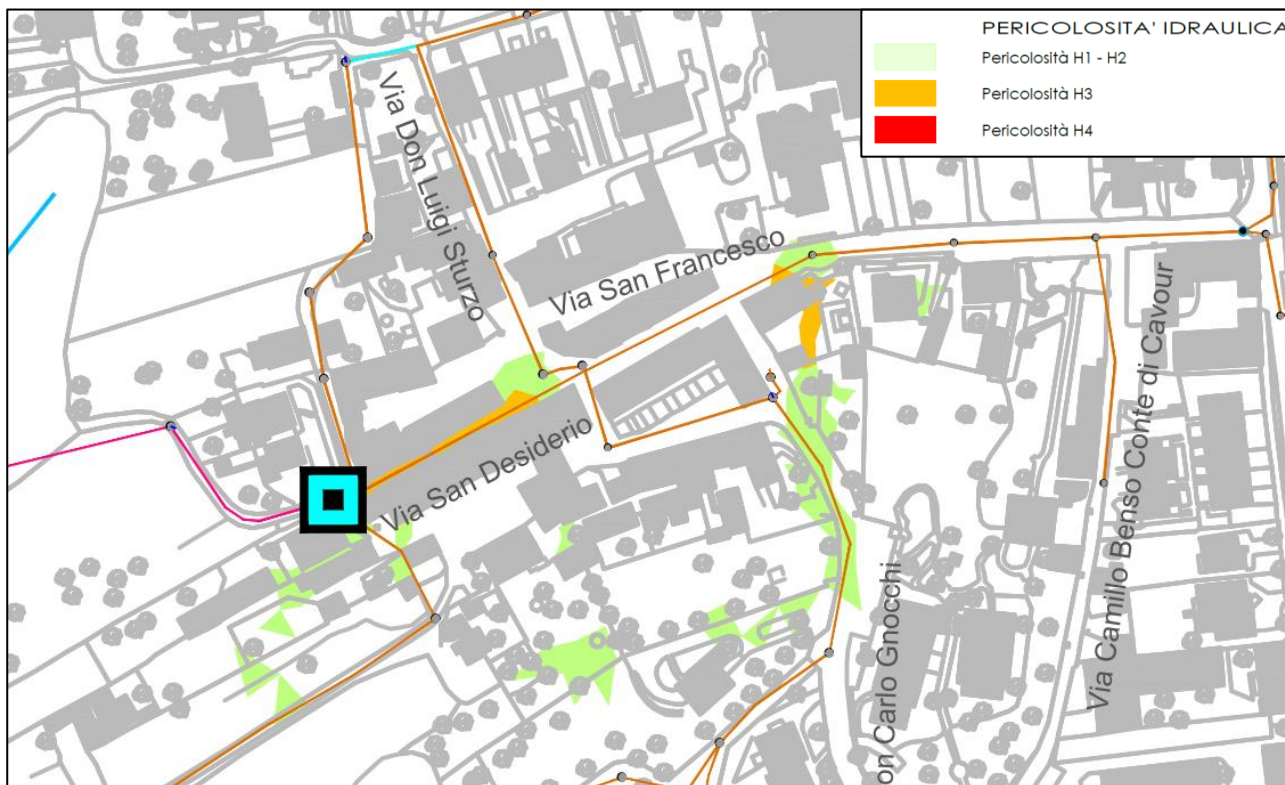 PERICOLOSITA' IDRAULICA
Pericolosità H1 - H2
Pericolosità H3
Pericolosità H4
Via Don Luigi Sturzo
Via San Francesco
Via San Desiderio
on Carlo Gnocchi
Via Camillo Benso Conte di Cavour